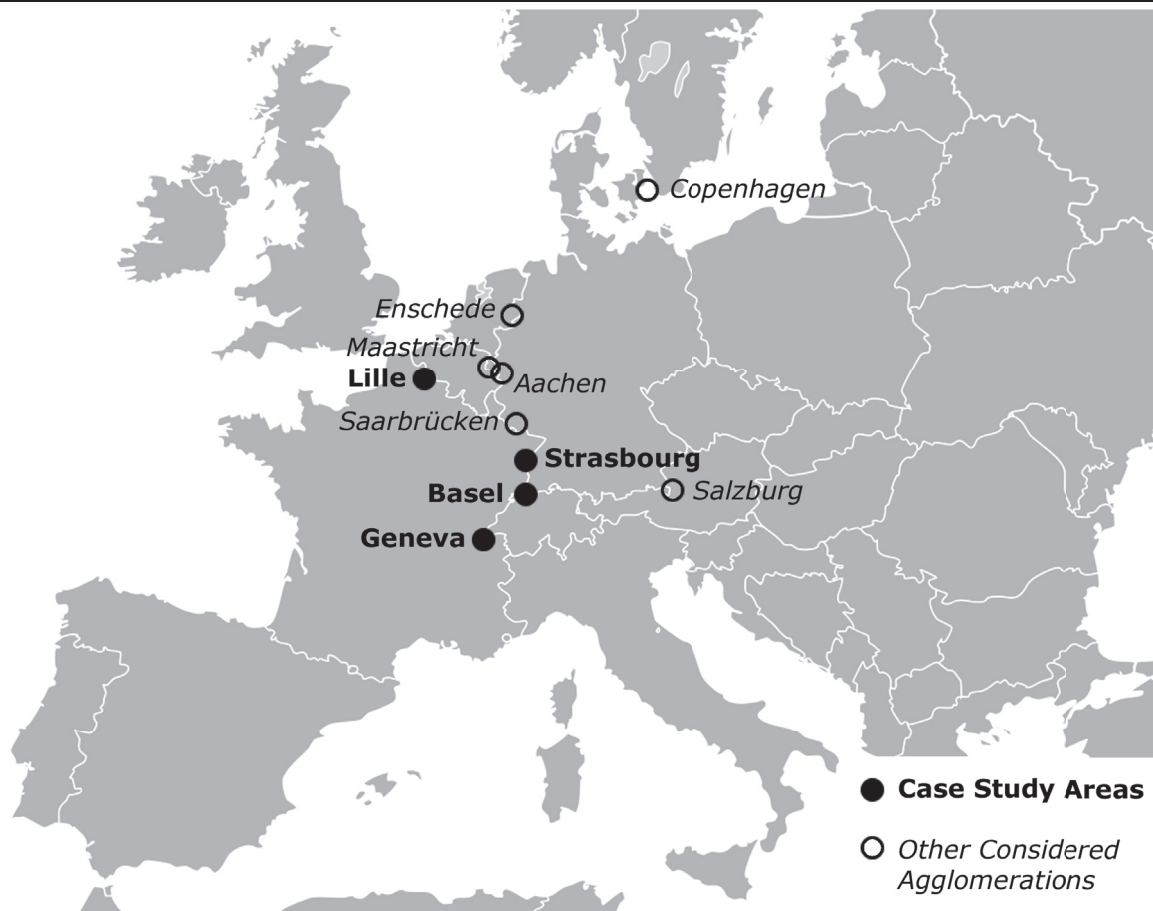 Copenhagen
Enschede
Maastricht
Lille
Aachen
Saarbrücken
Strasbourg
Basel
Salzburg
Geneva
Case Study Areas
Other Considered
Agglomerations